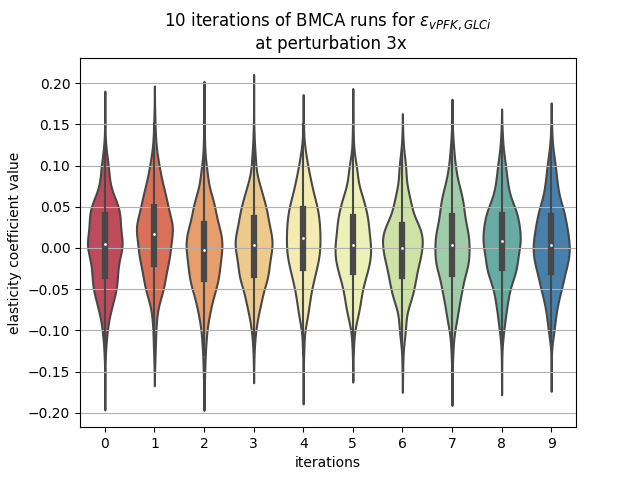 10 iterations of BMCA runs for ε_{vPFK, GLCi}
at perturbation 3x
elasticity coefficient value
0.20
0.15
0.10
0.05
0.00
−0.05
−0.10
−0.15
−0.20
0 1 2 3 4 5 6 7 8 9
iterations